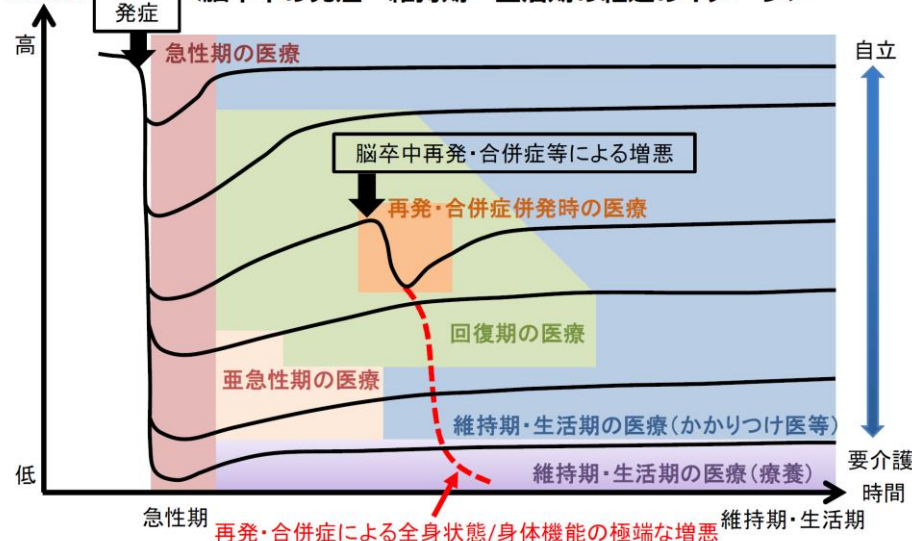 発症
高
急性期の医療
自立
脳卒中再発・合併症等による増悪
再発・合併症併発時の医療
回復期の医療
亜急性期の医療
維持期・生活期の医療(かかりつけ医等)
維持期・生活期の医療(療養)
要介護
低
時間
急性期
維持期・生活期
再発・合併症による全身状態/身体機能の極端な増悪